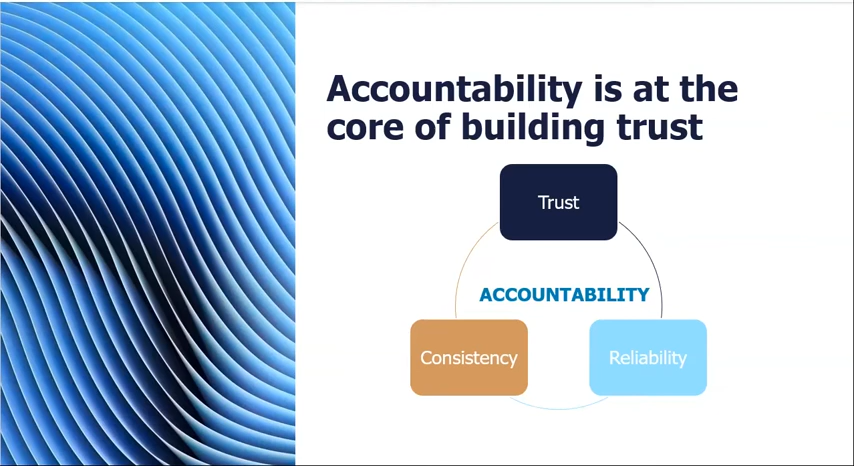 Accountability is at the
core of building trust
Trust
ACCOUNTABILITY
Consistency
Reliability